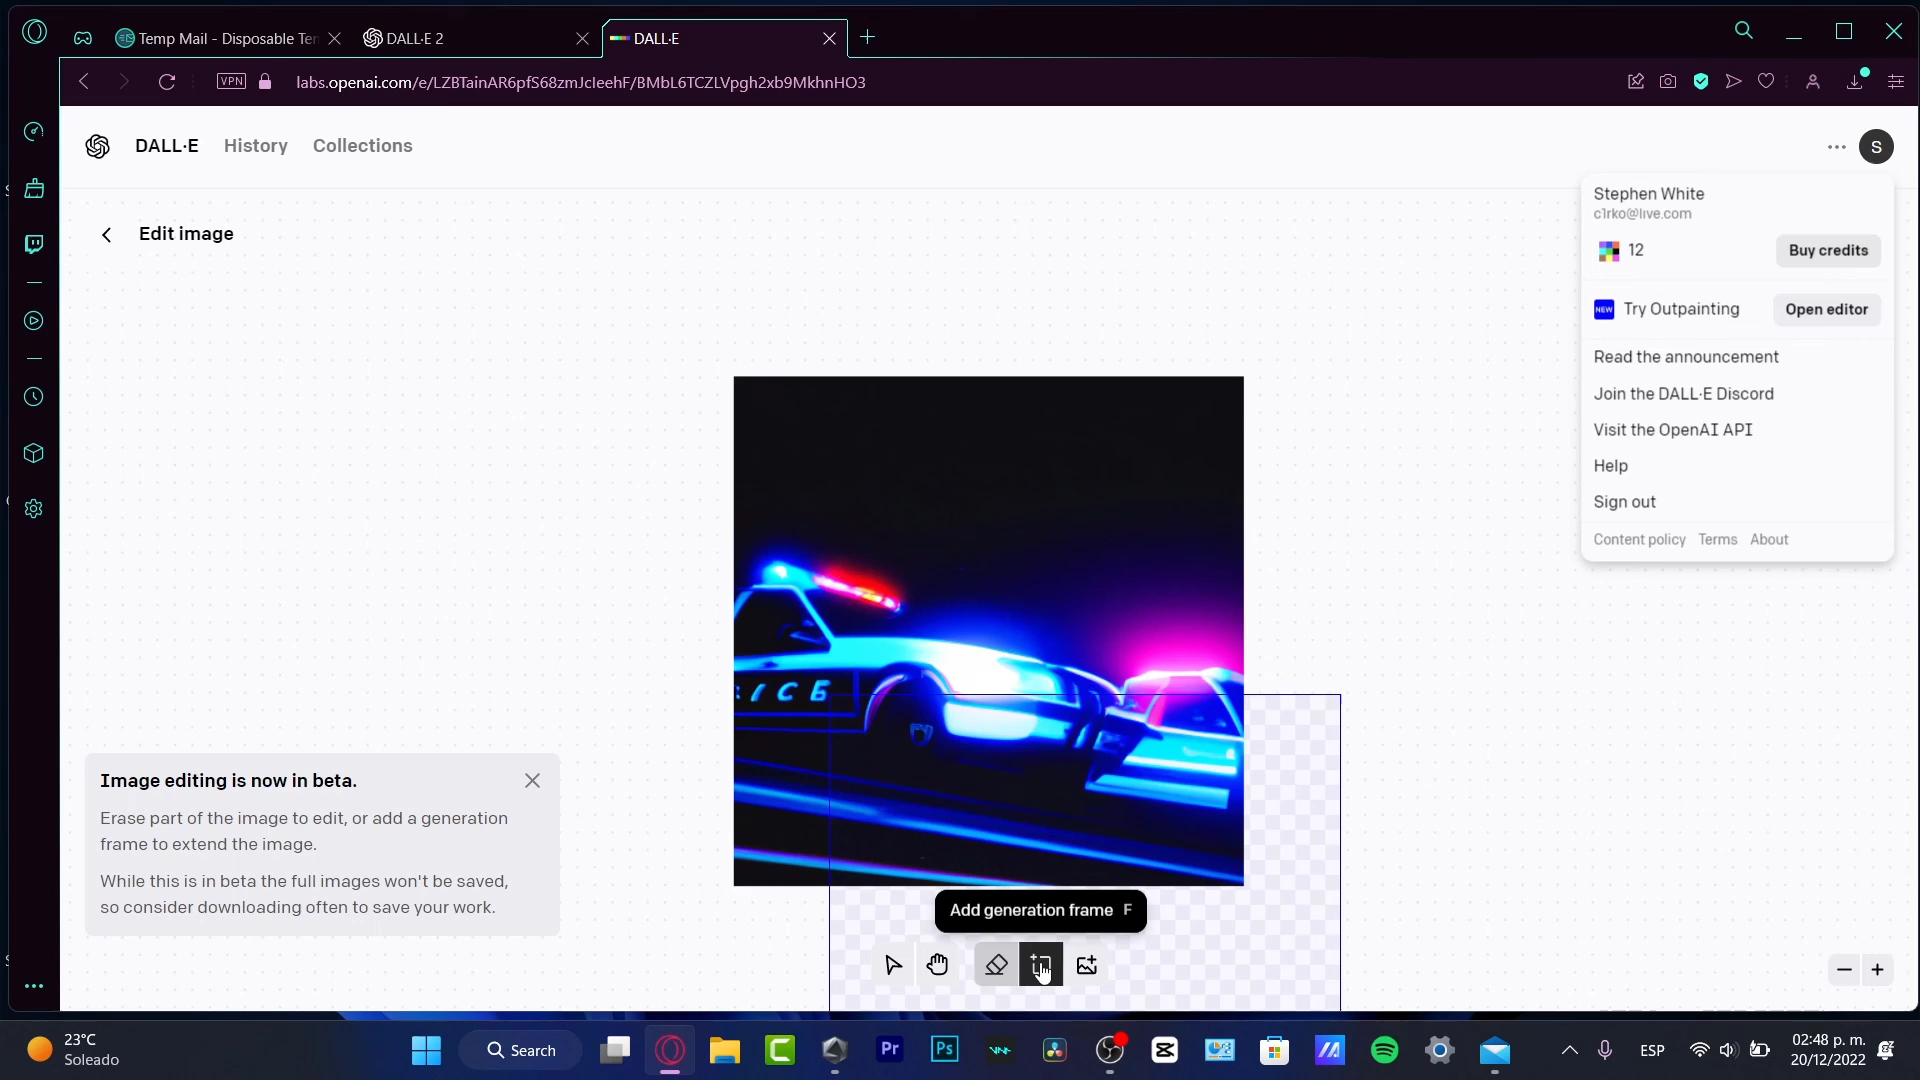 Temp Mail - Disposable Ten
DALL·E 2
DALL·E
VPN
labs.openai.com/e/LZBTainAR6pfS68zmJcIeehF/BMbL6TCZLVpgh2xb9MkhnHO3
DALL·E
History
Collections
S
Edit image
Stephen White
c1rko@live.com
12
Buy credits
NEW
Try Outpainting
Open editor
Read the announcement
Join the DALL·E Discord
Visit the OpenAI API
Help
Sign out
Content policy Terms About
Image editing is now in beta.
Erase part of the image to edit, or add a generation
frame to extend the image.
While this is in beta the full images won't be saved,
so consider downloading often to save your work.
Add generation frame F
23°C
Soleado
Search
Pr
Ps
ESP
02:48 p. m.
20/12/2022